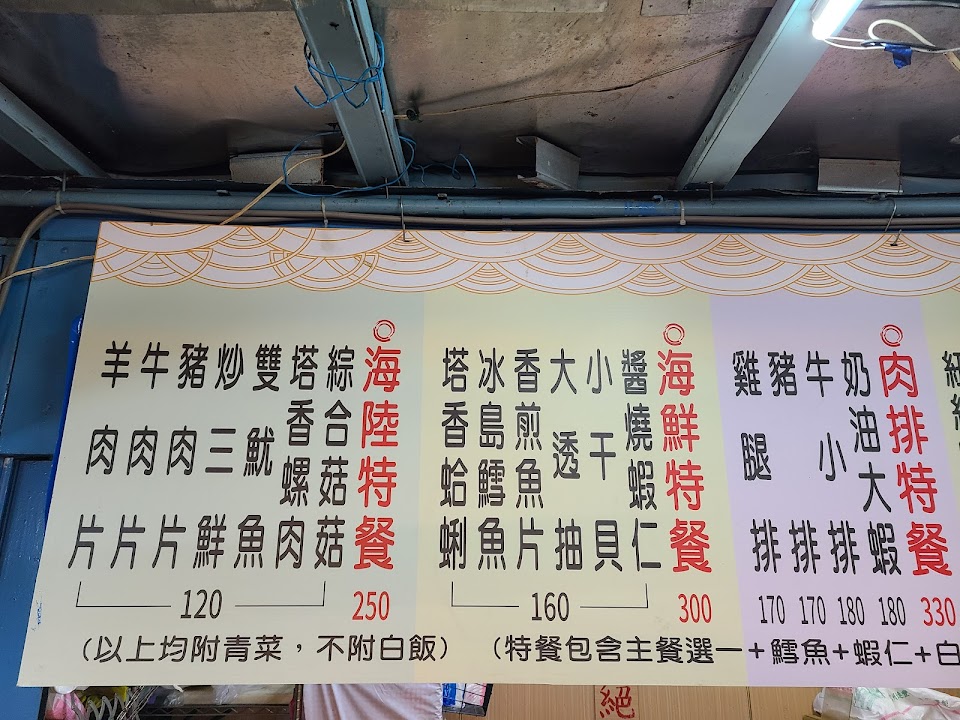 肉排特餐 330
奶油大蝦 180
牛小排 180
豬排 170
雞腿排 170
海鮮特餐 300
醬燒蝦仁
小干貝
大透抽
香煎魚片
冰島鱈魚
塔香蛤蜊
160
海陸特餐 250
綜合菇菇
塔香螺肉
雙魷魚
炒三鮮
豬肉片
牛肉片
羊肉片
120
(以上均附青菜，不附白飯)
(特餐包含主餐選一+鱈魚+蝦仁+白
絕